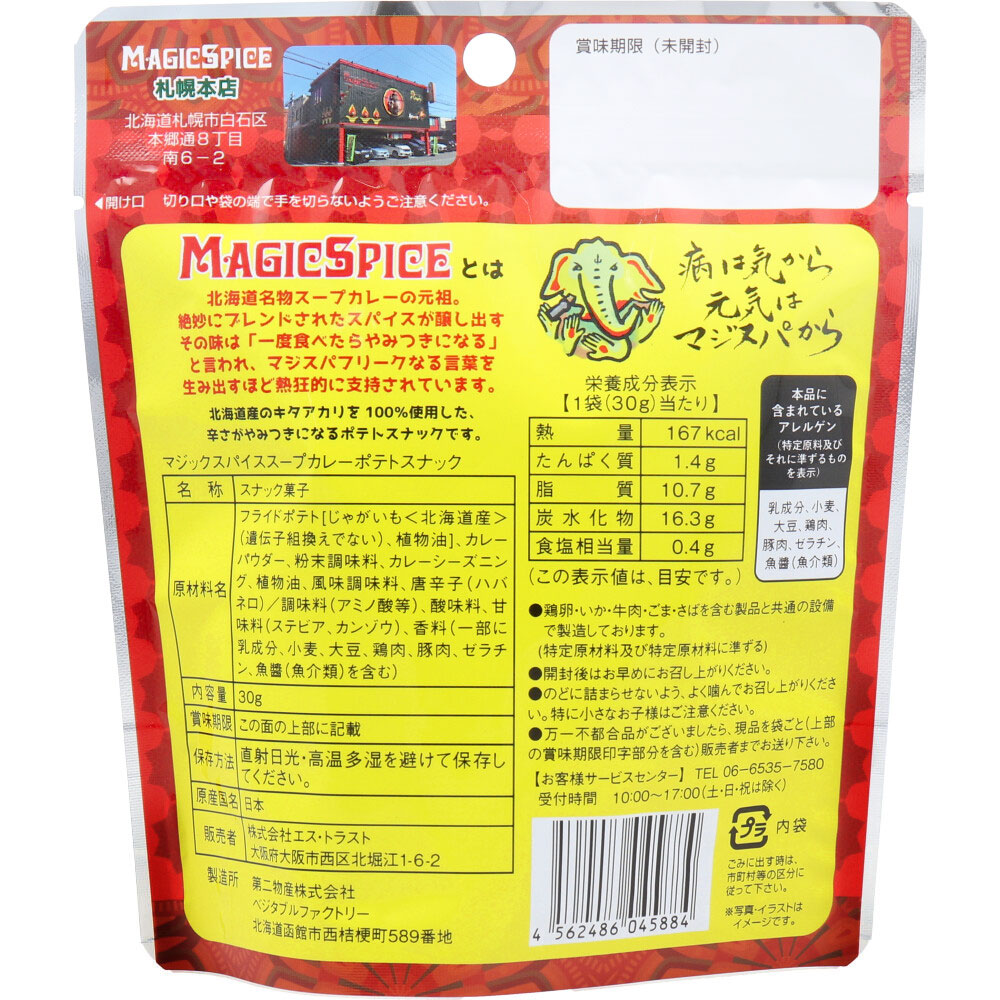 MAGICSPICE
札幌本店
北海道札幌市白石区
本郷通8丁目
南6-2
賞味期限（未開封）
◀開け口　切り口や袋の端で手を切らないようご注意ください。
MAGICSPICEとは
北海道名物スープカレーの元祖。
絶妙にブレンドされたスパイスが醸し出す
その味は「一度食べたらやみつきになる」
と言われ、マジスパフリークなる言葉を
生み出すほど熱狂的に支持されています。
北海道産のキタアカリを100%使用した、
辛さがやみつきになるポテトスナックです。
マジックスパイススープカレーポテトスナック
名称 スナック菓子
原材料名
フライドポテト[じゃがいも<北海道産>
(遺伝子組換えでない)、植物油]、カレー
パウダー、粉末調味料、カレーシーズニン
グ、植物油、風味調味料、唐辛子(ハバ
ネロ)/調味料(アミノ酸等)、酸味料、甘
味料(ステビア、カンゾウ)、香料(一部に
乳成分、小麦、大豆、鶏肉、豚肉、ゼラチ
ン、魚醬(魚介類)を含む)
内容量 30g
賞味期限 この面の上部に記載
保存方法 直射日光・高温多湿を避けて保存し
てください。
原産国名 日本
販売者 株式会社エス・トラスト
大阪府大阪市西区北堀江1-6-2
製造所 第二物産株式会社
ベジタブルファクトリー
北海道函館市西桔梗町589番地
病は気から
元気は
マジスパから
栄養成分表示
【1袋(30g)当たり】
熱量 167kcal
たんぱく質 1.4g
脂質 10.7g
炭水化物 16.3g
食塩相当量 0.4g
(この表示値は、目安です。)
本品に
含まれている
アレルゲン
(特定原料及び
それに準ずるもの
を表示)
乳成分、小麦、
大豆、鶏肉、
豚肉、ゼラチン、
魚醬(魚介類)
●鶏卵・いか・牛肉・ごま・さばを含む製品と共通の設備
で製造しております。
(特定原材料及び特定原材料に準ずる)
●開封後はお早めにお召し上がりください。
●のどに詰まらせないよう、よく噛んでお召し上がりくださ
い。特に小さなお子様はご注意ください。
●万一不都合品がございましたら、現品を袋ごと(上部
の賞味期限印字部分を含む)販売者までお送り下さい。
【お客様サービスセンター】 TEL 06-6535-7580
受付時間 10:00〜17:00(土・日・祝は除く)
4 562486 045884
プラ 内袋
ごみに出す時は、
市町村等の区分に
従って下さい。
※写真・イラストは
イメージです。